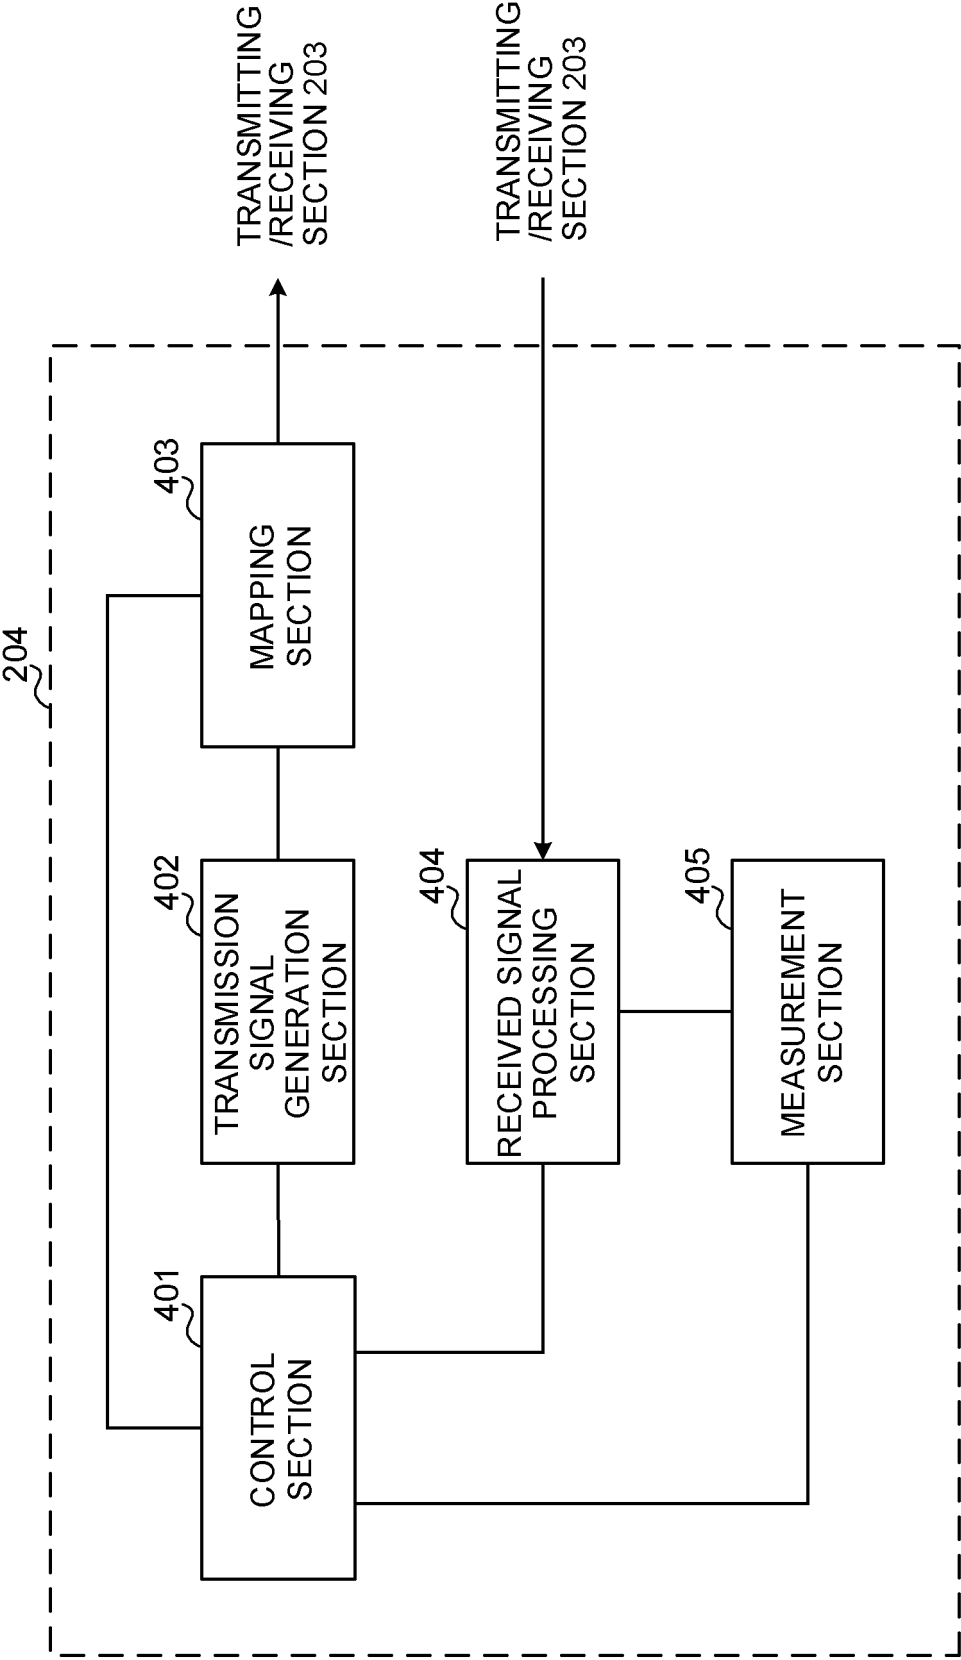 204
401
CONTROL
SECTION
402
TRANSMISSION
SIGNAL
GENERATION
SECTION
403
MAPPING
SECTION
TRANSMITTING
/RECEIVING
SECTION 203
404
RECEIVED SIGNAL
PROCESSING
SECTION
TRANSMITTING
/RECEIVING
SECTION 203
405
MEASUREMENT
SECTION